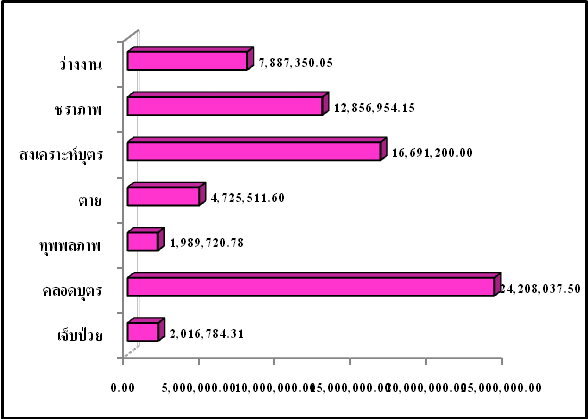 ว่างงาน 7,887,350.05
ชราภาพ 12,856,954.15
สงเคราะห์บุตร 16,691,200.00
ตาย 4,725,511.60
ทุพพลภาพ 1,989,720.78
คลอดบุตร 24,208,037.50
เจ็บป่วย 2,016,784.31
0.00 5,000,000.00 10,000,000.00 15,000,000.00 20,000,000.00 25,000,000.00